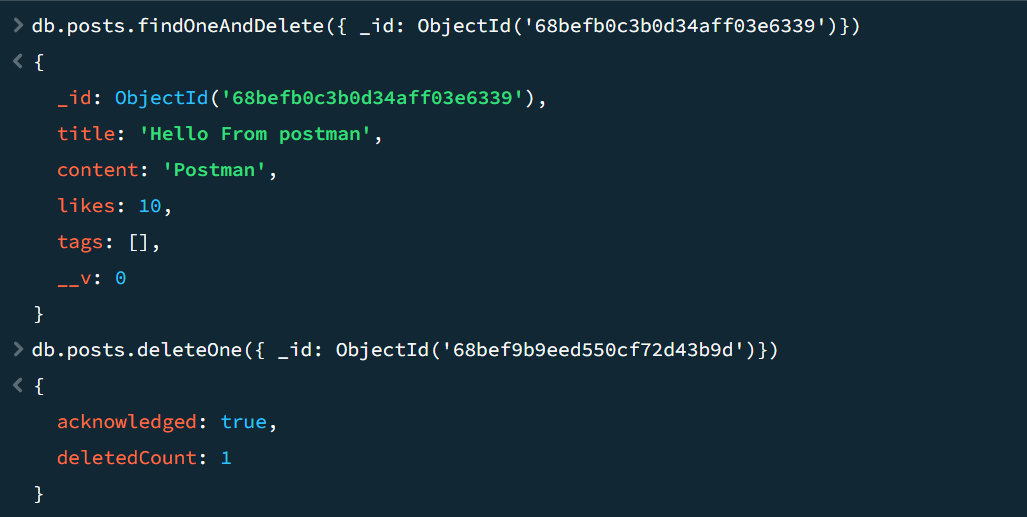 > db.posts.findOneAndDelete({ _id: ObjectId('68befb0c3b0d34aff03e6339')})
< {
_id: ObjectId('68befb0c3b0d34aff03e6339'),
title: 'Hello From postman',
content: 'Postman',
likes: 10,
tags: [],
__v: 0
}
> db.posts.deleteOne({ _id: ObjectId('68bef9b9eed550cf72d43b9d')})
< {
acknowledged: true,
deletedCount: 1
}